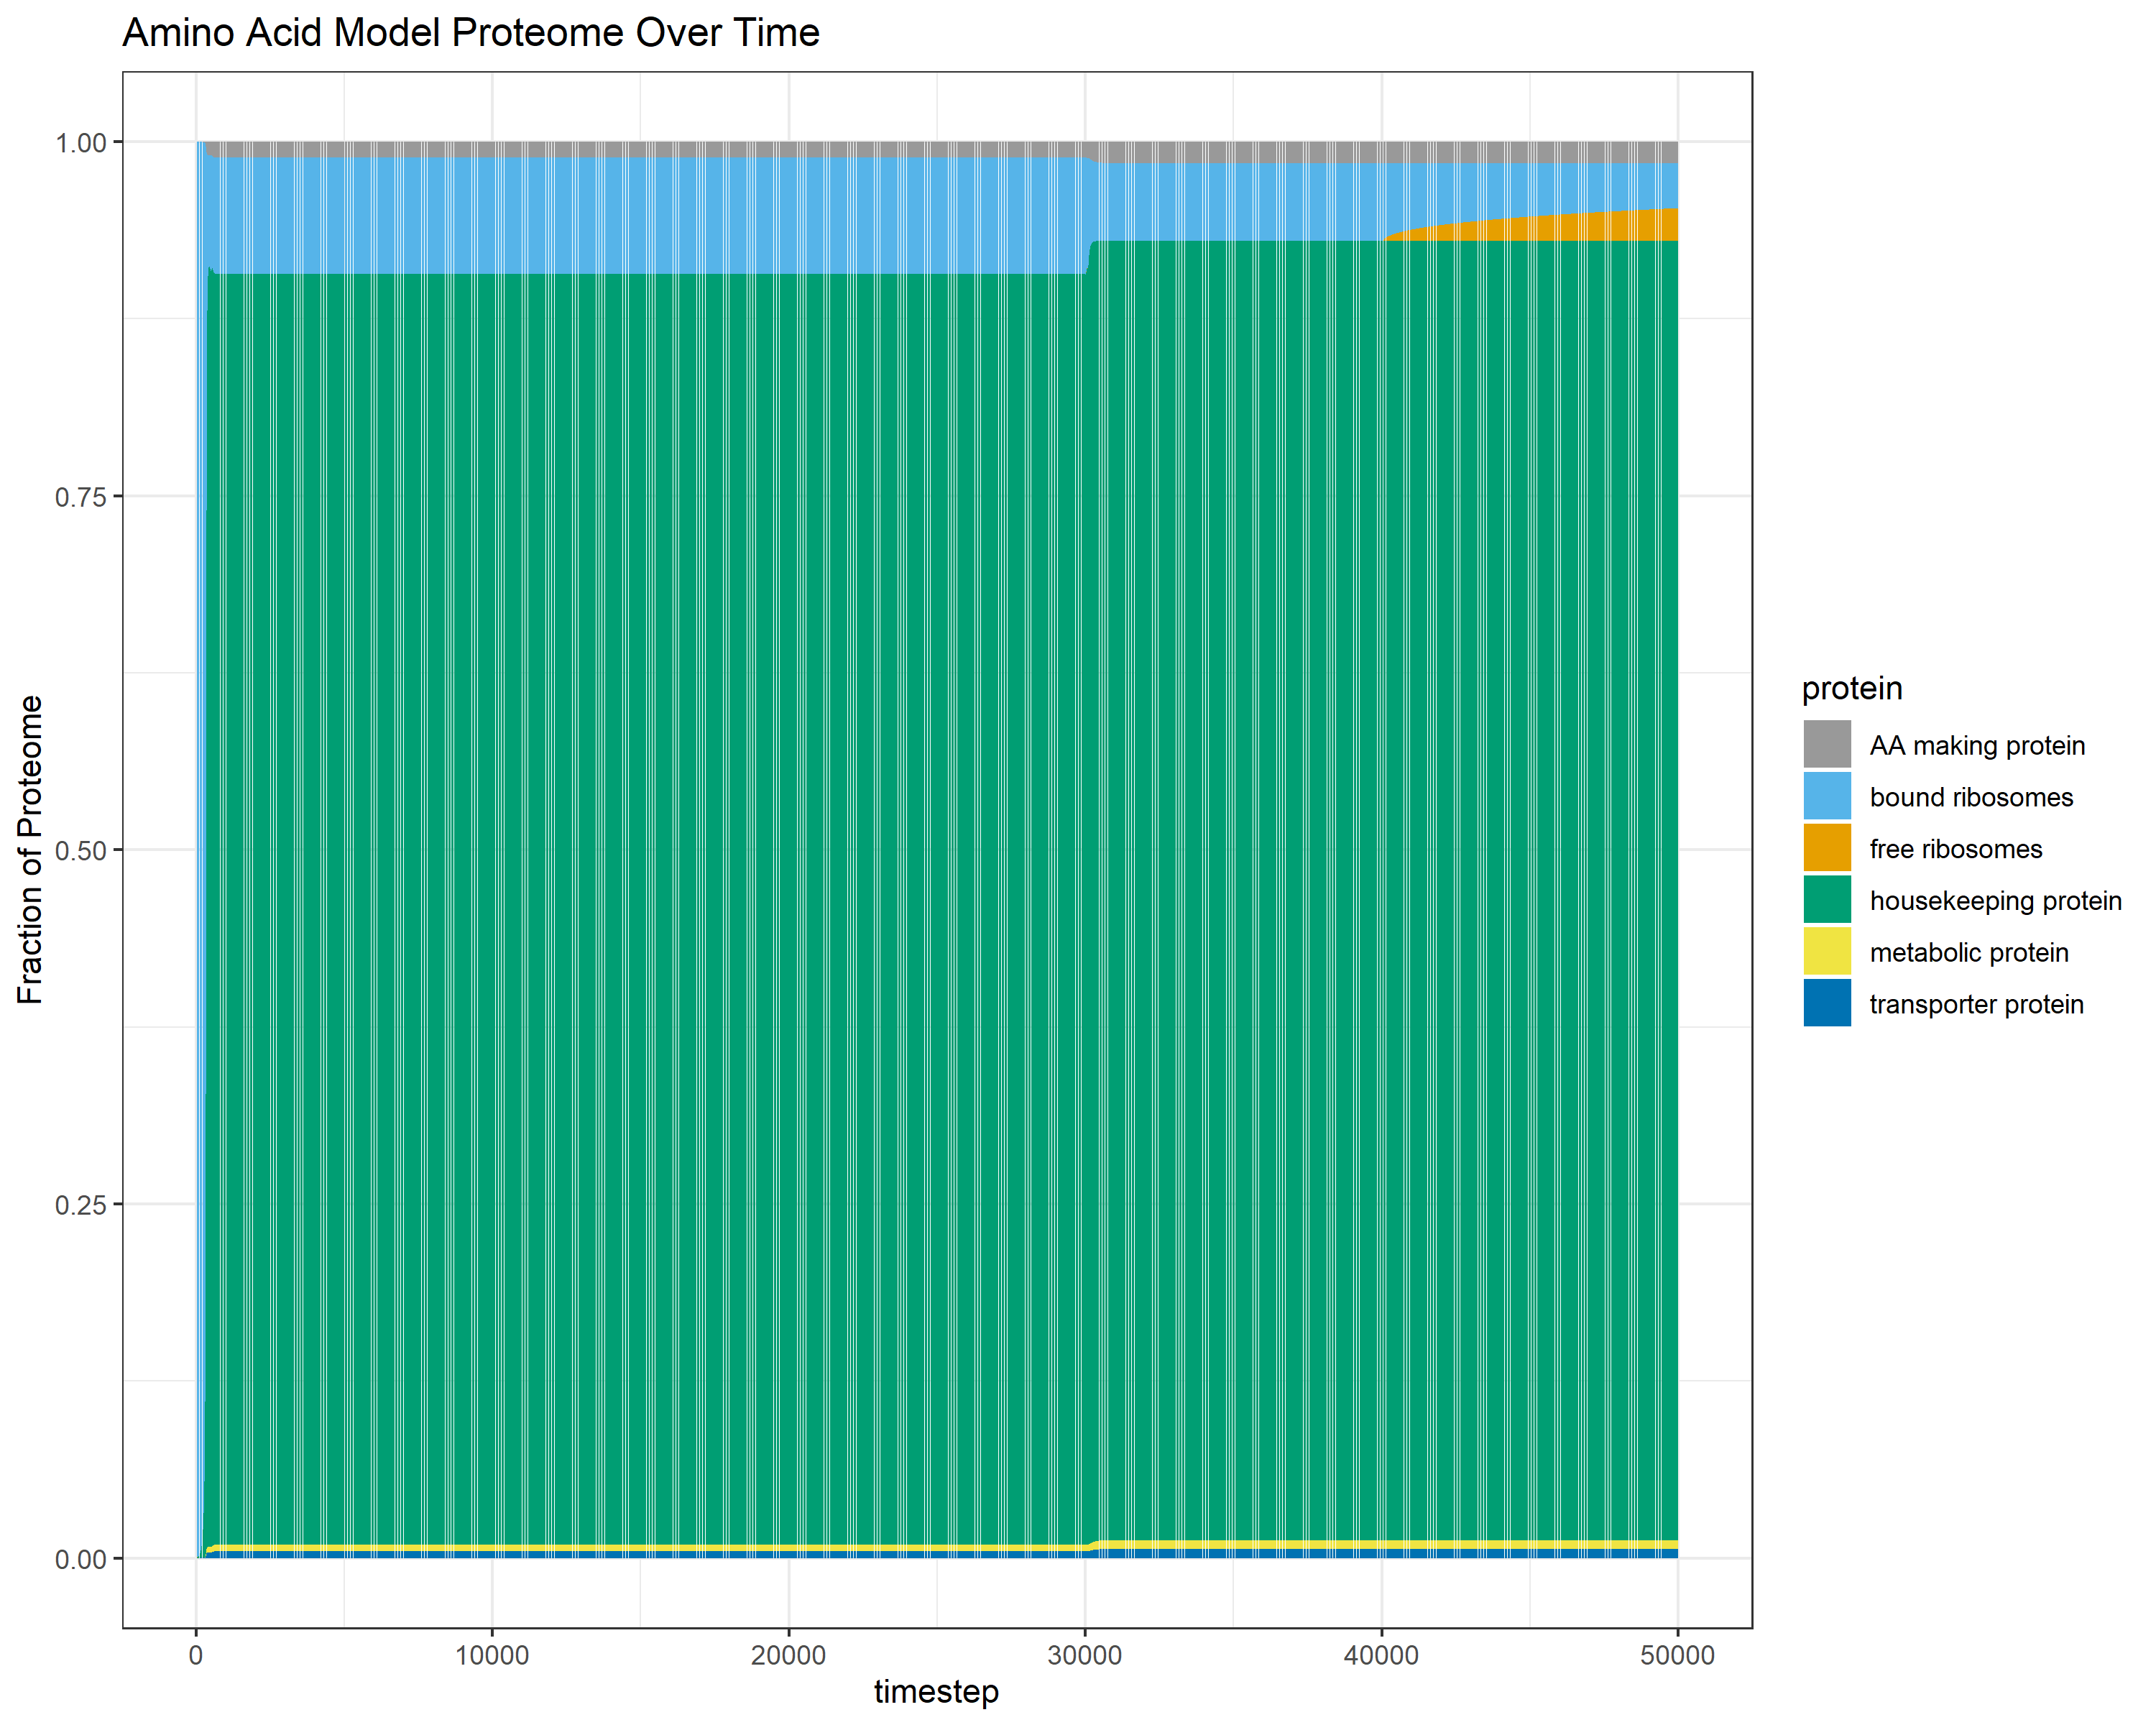 Amino Acid Model Proteome Over Time
1.00
0.75
0.50
0.25
0.00
Fraction of Proteome
0
10000
20000
30000
40000
50000
timestep
protein
AA making protein
bound ribosomes
free ribosomes
housekeeping protein
metabolic protein
transporter protein